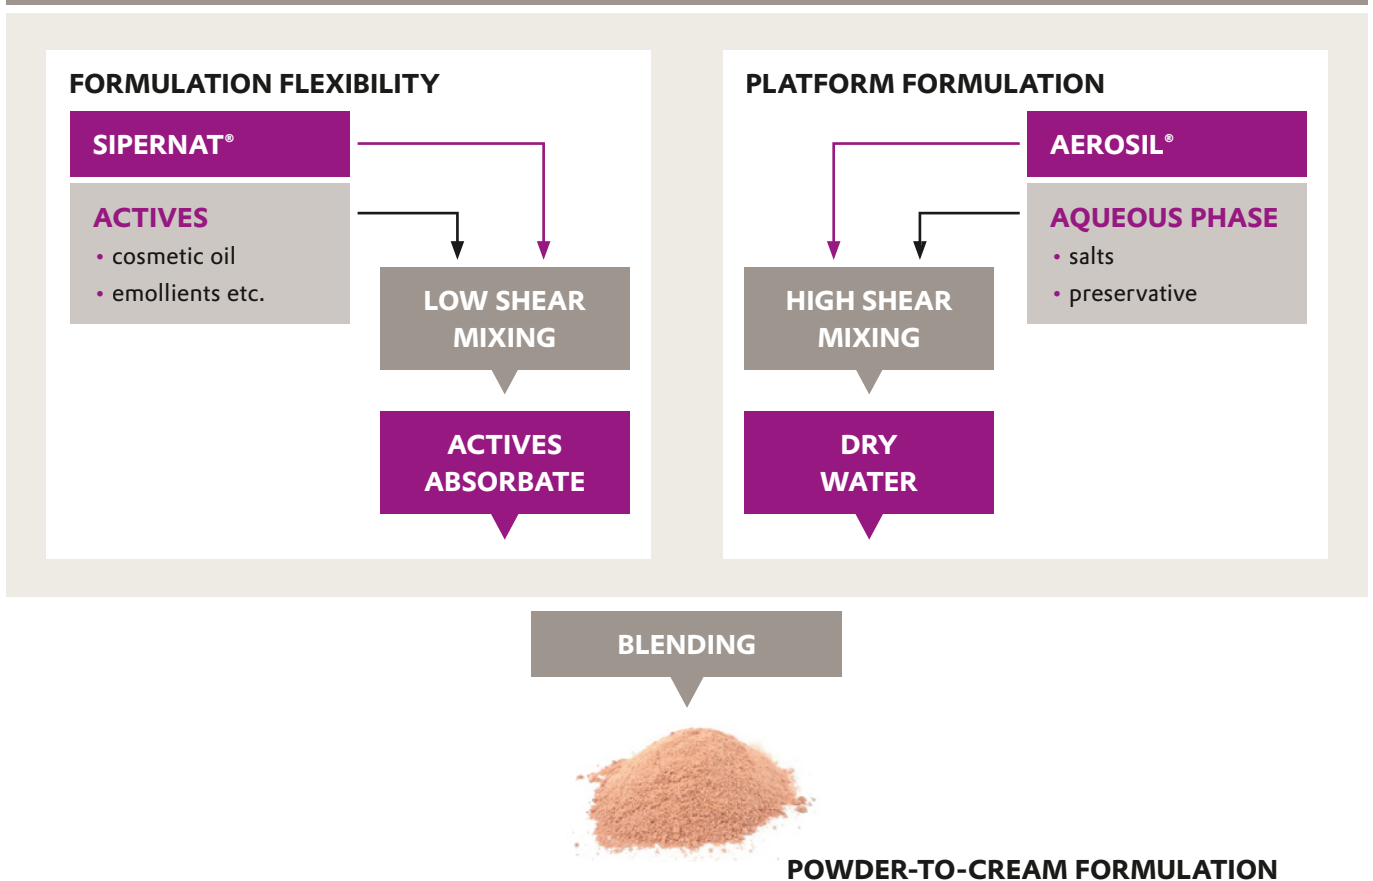 FORMULATION FLEXIBILITY
SIPERNAT®
ACTIVES
• cosmetic oil
• emollients etc.
LOW SHEAR
MIXING
ACTIVES
ABSORBATE
PLATFORM FORMULATION
AEROSIL®
AQUEOUS PHASE
• salts
• preservative
HIGH SHEAR
MIXING
DRY
WATER
BLENDING
POWDER-TO-CREAM FORMULATION